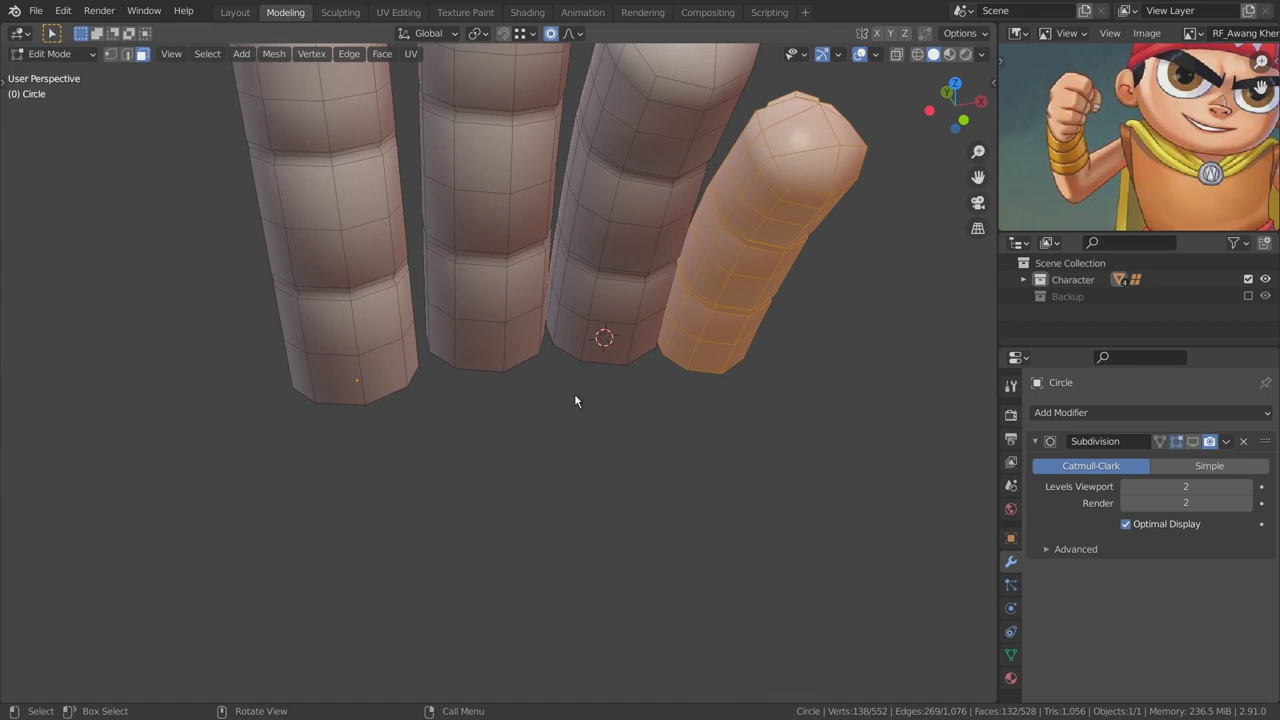 File Edit Render Window Help Layout Modeling Sculpting UV Editing Texture Paint Shading Animation Rendering Compositing Scripting + Scene View Layer
Global X Y Z Options View View Image RF_Awang Kher
Edit Mode View Select Add Mesh Vertex Edge Face UV
User Perspective
(0) Circle
Z
Y
X
Scene Collection
Character 4
Backup
Circle
Add Modifier
Subdivision
Catmull-Clark Simple
Levels Viewport 2
Render 2
Optimal Display
Advanced
Select Box Select Rotate View Call Menu Circle | Verts:138/552 | Edges:269/1,076 | Faces:132/528 | Tris:1,056 | Objects:1/1 | Memory: 236.5 MiB | 2.91.0